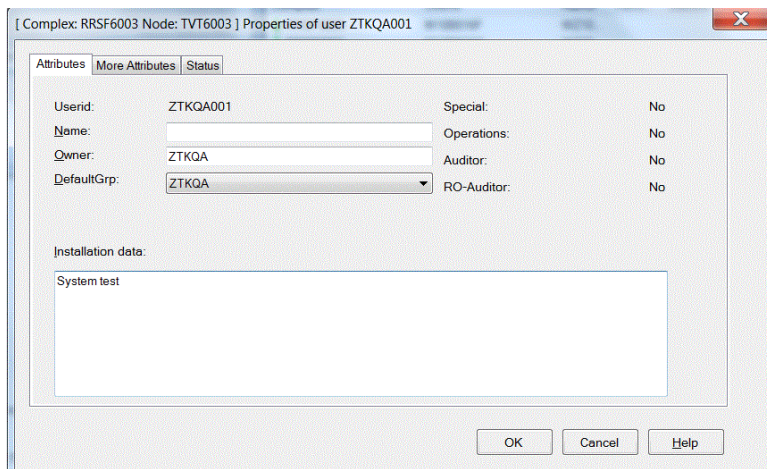 [ Complex: RRSF6003 Node: TVT6003 ] Properties of user ZTKQA001
Attributes More Attributes Status
Userid: ZTKQA001 Special: No
Name: Operations: No
Owner: ZTKQA Auditor: No
DefaultGrp: ZTKQA RO-Auditor: No
Installation data:
System test
OK Cancel Help